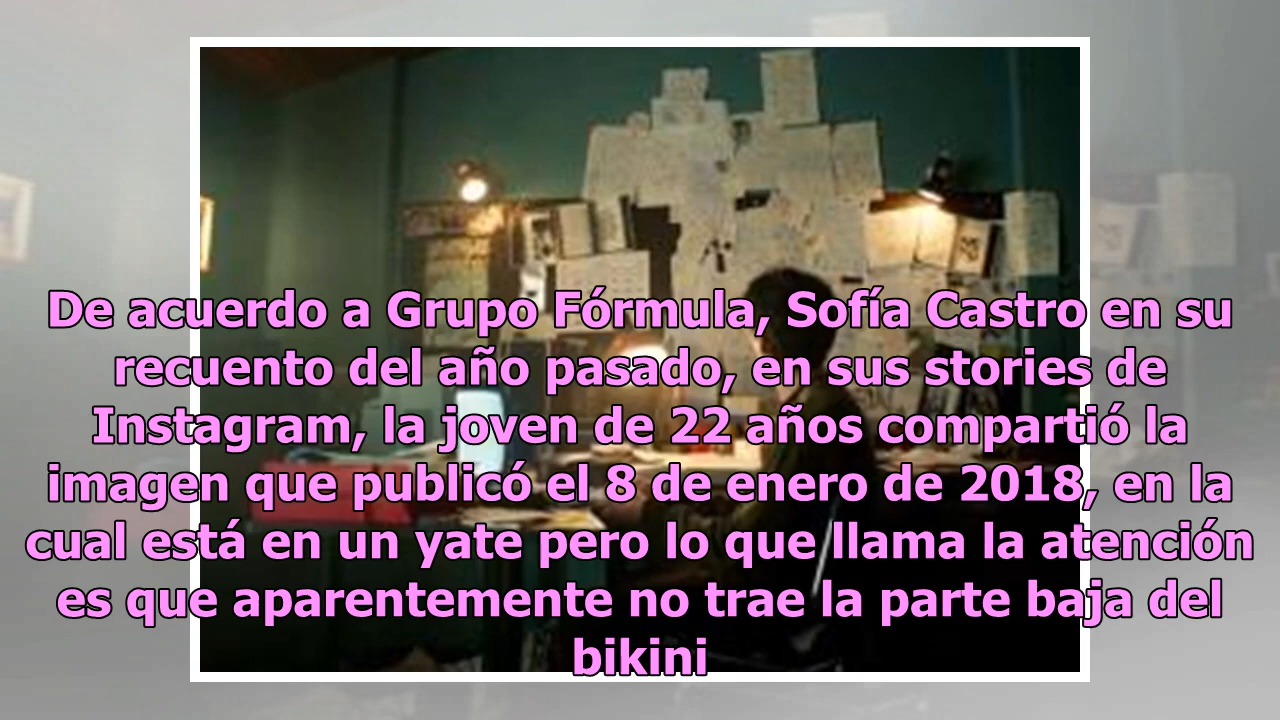 De acuerdo a Grupo Fórmula, Sofía Castro en su
recuento del año pasado, en sus stories de
Instagram, la joven de 22 años compartió la
imagen que publicó el 8 de enero de 2018, en la
cual está en un yate pero lo que llama la atención
es que aparentemente no trae la parte baja del
bikini